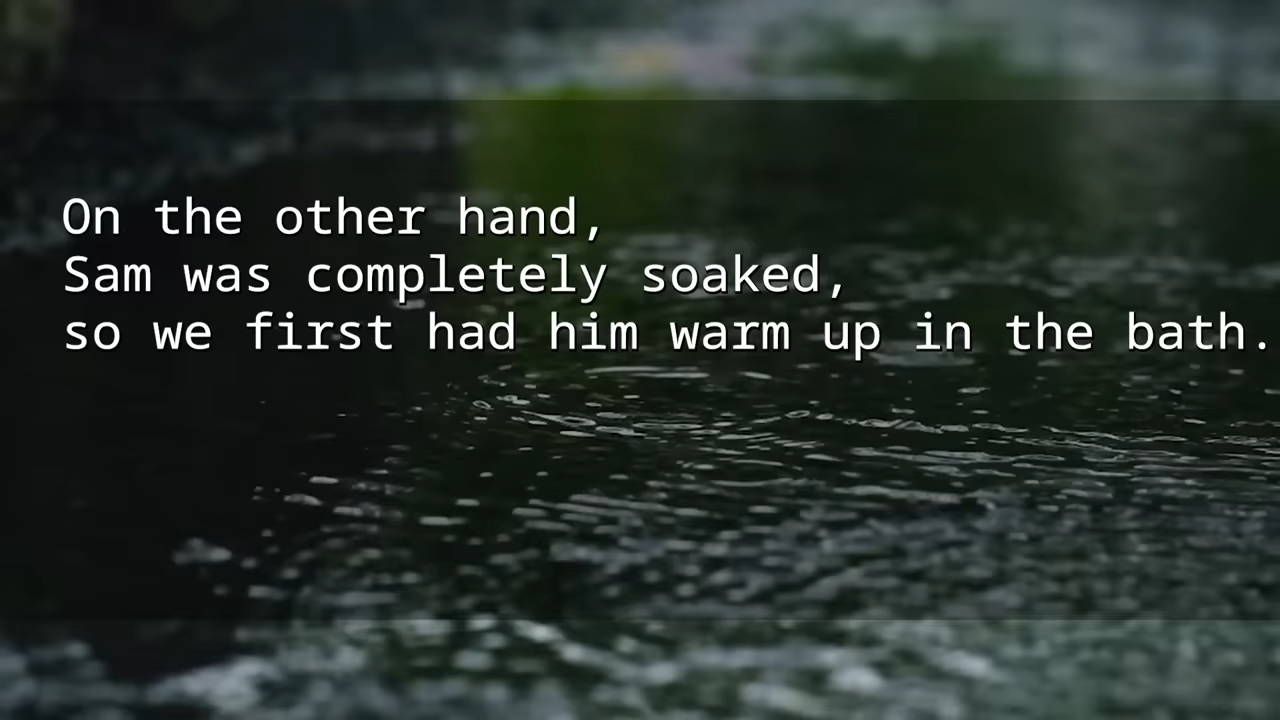 On the other hand,
Sam was completely soaked,
so we first had him warm up in the bath.